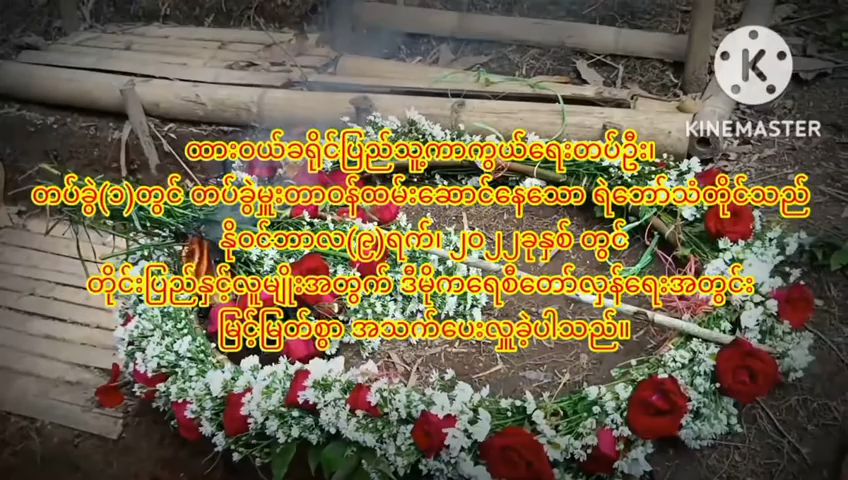 KINEMASTER
ထားဝယ်ခရိုင်ပြည်သူ့ကာကွယ်ရေးတပ်ဦး၊
တပ်ခွဲ(၁)တွင် တပ်ခွဲမှူးတာဝန်ထမ်းဆောင်နေသော ရဲဘော်သံတိုင်သည်
နိုဝင်ဘာလ(၉)ရက်၊ ၂၀၂၂ခုနှစ် တွင်
တိုင်းပြည်နှင့်လူမျိုးအတွက် ဒီမိုကရေစီတော်လှန်ရေးအတွင်း
မြင့်မြတ်စွာ အသက်ပေးလှူခဲ့ပါသည်။